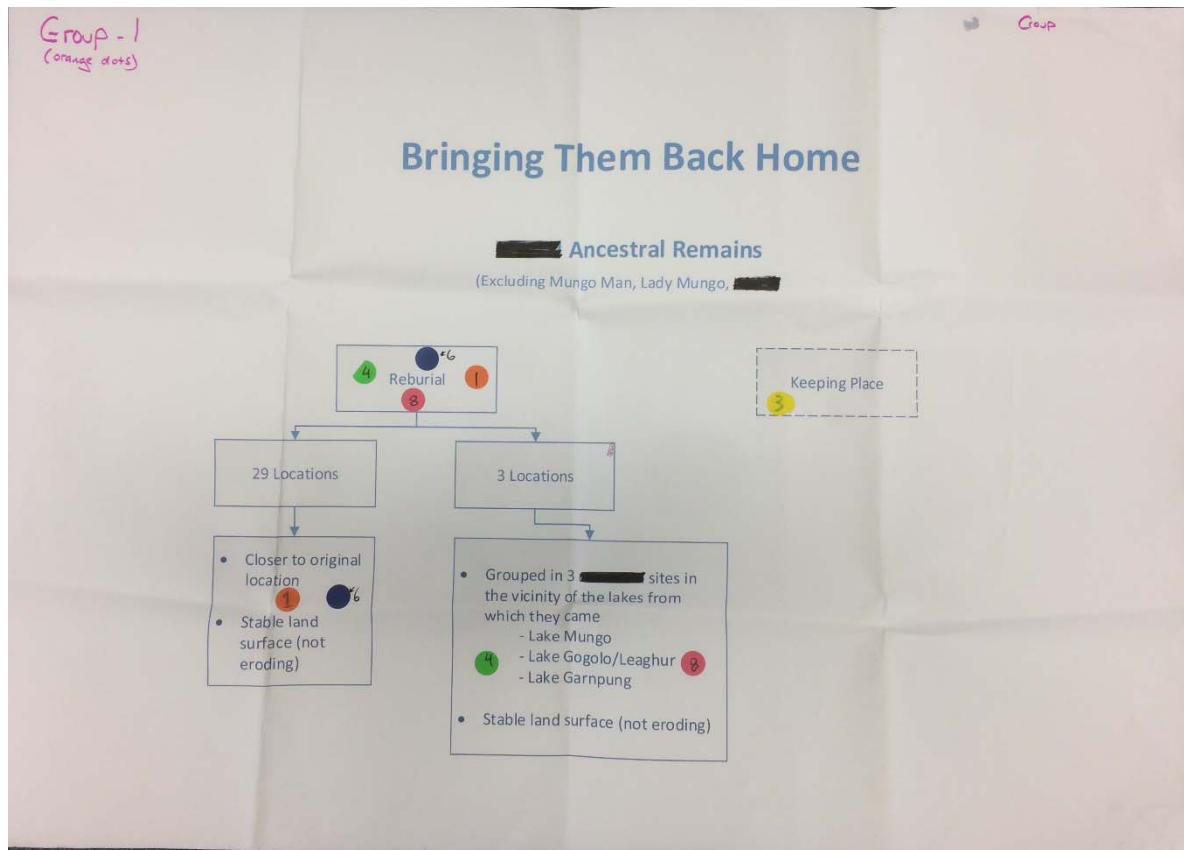 Group - 1
(orange dots)
Group
Bringing Them Back Home
Ancestral Remains
(Excluding Mungo Man, Lady Mungo,
Reburial
4
#6
1
8
Keeping Place
3
29 Locations
3 Locations
• Closer to original
location
1
#6
• Stable land
surface (not
eroding)
• Grouped in 3 sites in
the vicinity of the lakes from
which they came
- Lake Mungo
- Lake Gogolo/Leaghur
- Lake Garnpung
4
8
• Stable land surface (not eroding)